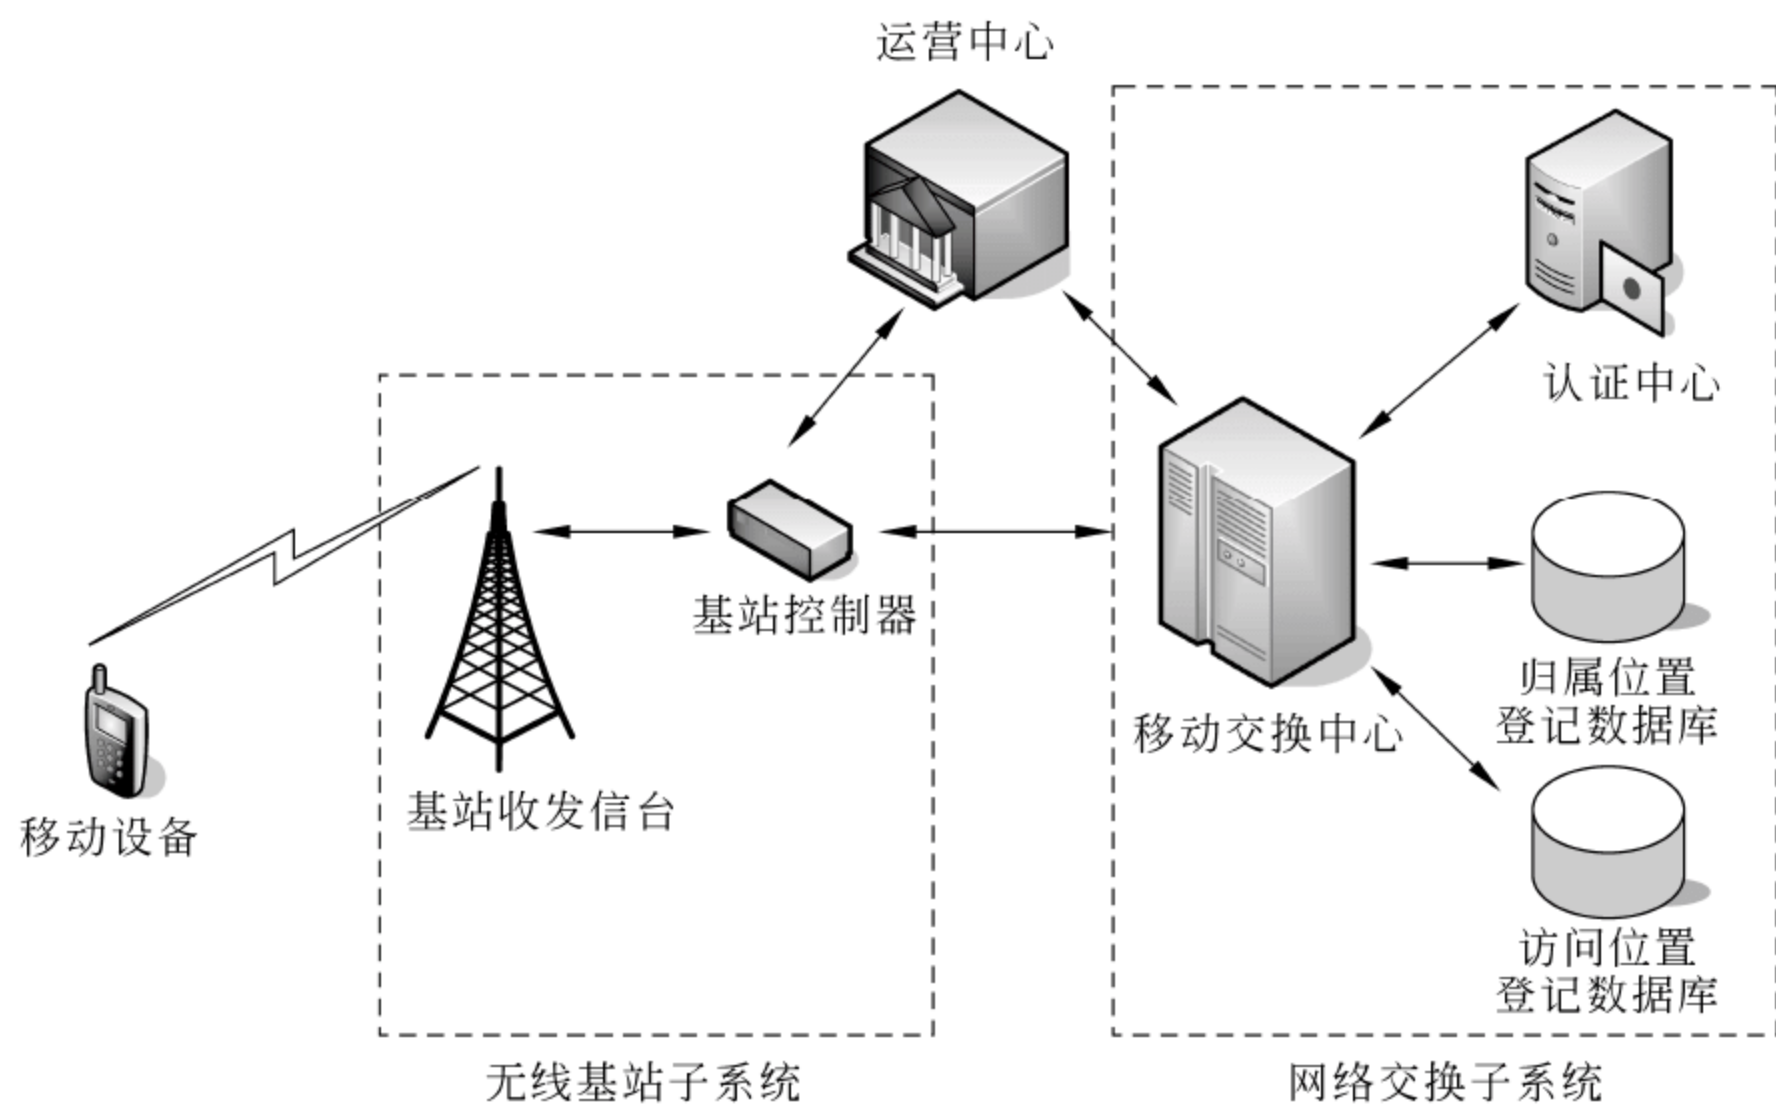 运营中心
认证中心
基站控制器
归属位置
登记数据库
移动交换中心
基站收发信台
移动设备
访问位置
登记数据库
无线基站子系统
网络交换子系统